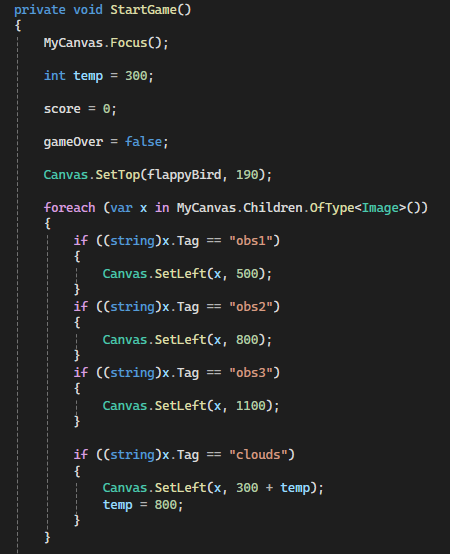 private void StartGame()
{
MyCanvas.Focus();
int temp = 300;
score = 0;
gameOver = false;
Canvas.SetTop(flappyBird, 190);
foreach (var x in MyCanvas.Children.OfType<Image>())
{
if ((string)x.Tag == "obs1")
{
Canvas.SetLeft(x, 500);
}
if ((string)x.Tag == "obs2")
{
Canvas.SetLeft(x, 800);
}
if ((string)x.Tag == "obs3")
{
Canvas.SetLeft(x, 1100);
}
if ((string)x.Tag == "clouds")
{
Canvas.SetLeft(x, 300 + temp);
temp = 800;
}
}